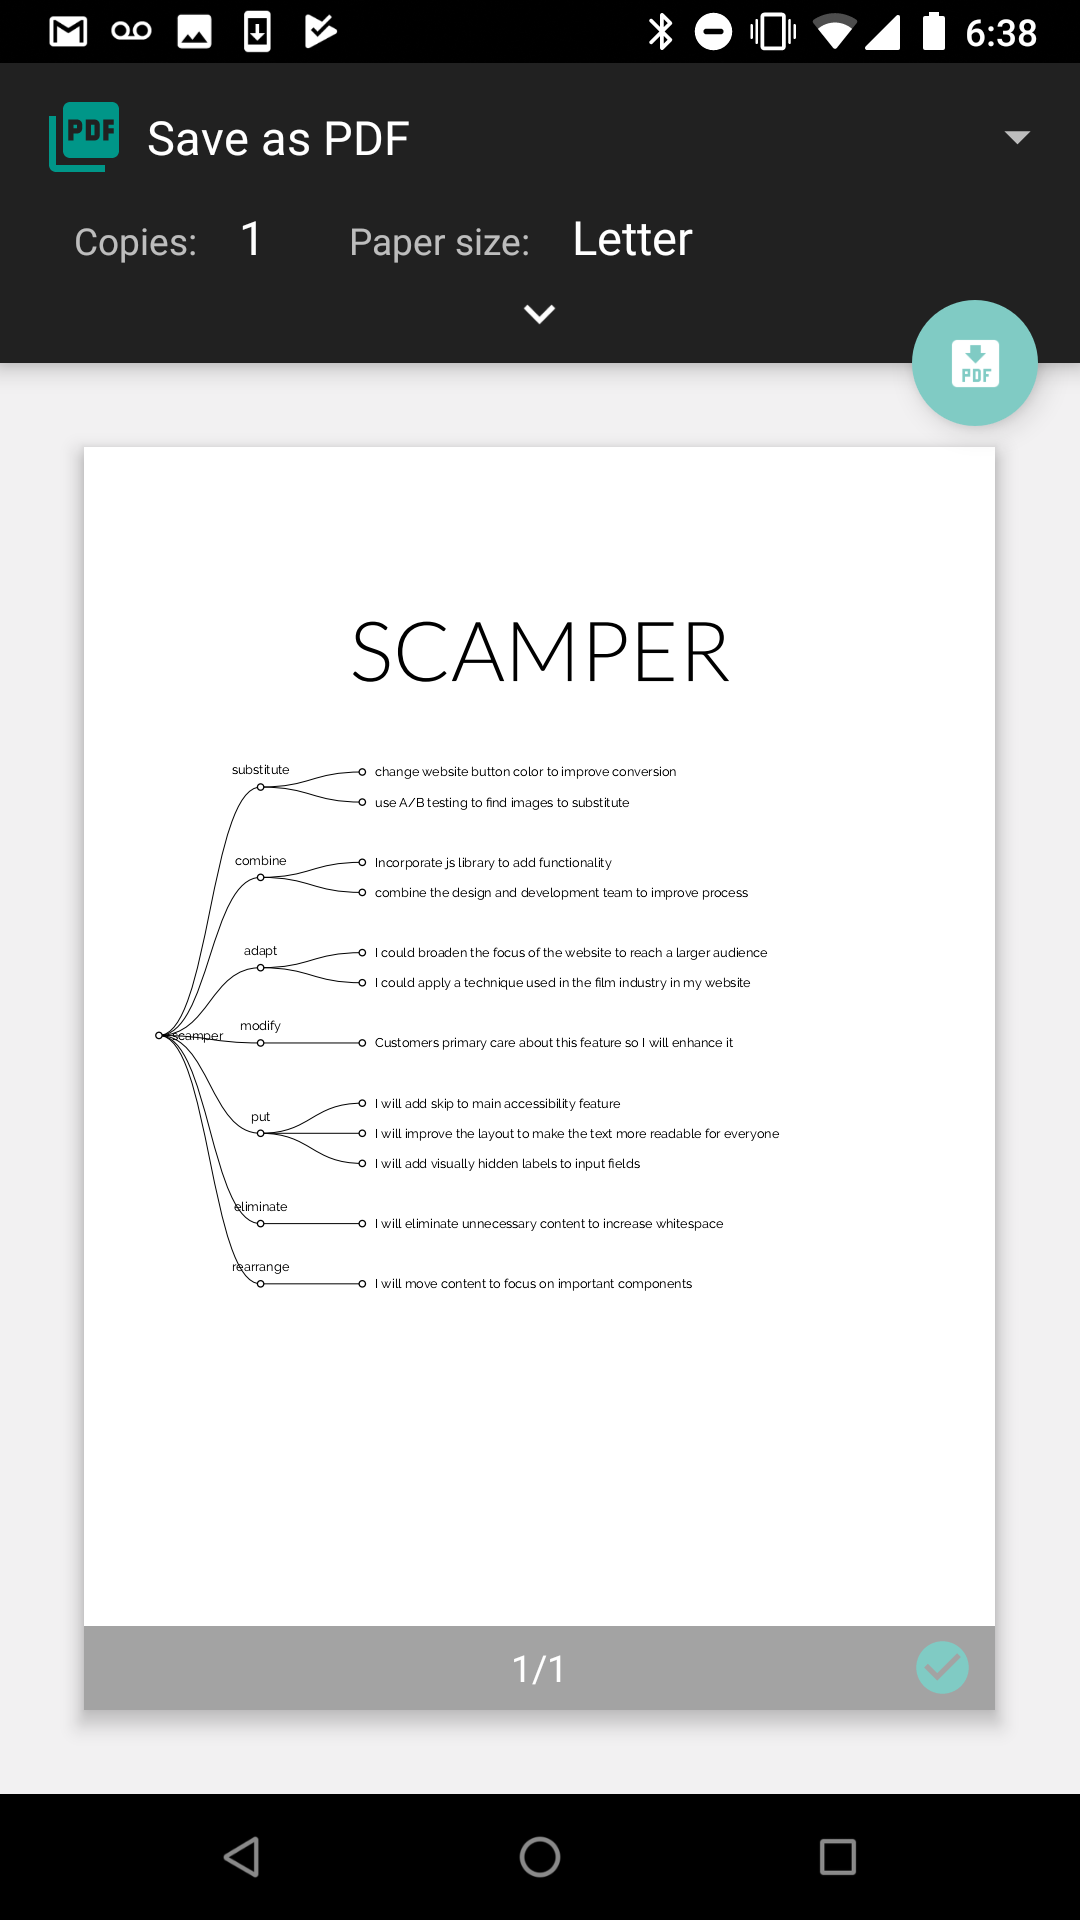 6:38
PDF
Save as PDF
Copies: 1 Paper size: Letter
PDF
SCAMPER
substitute
change website button color to improve conversion
use A/B testing to find images to substitute
combine
Incorporate js library to add functionality
combine the design and development team to improve process
adapt
I could broaden the focus of the website to reach a larger audience
I could apply a technique used in the film industry in my website
scamper
modify
Customers primary care about this feature so I will enhance it
put
I will add skip to main accessibility feature
I will improve the layout to make the text more readable for everyone
I will add visually hidden labels to input fields
eliminate
I will eliminate unnecessary content to increase whitespace
rearrange
I will move content to focus on important components
1/1